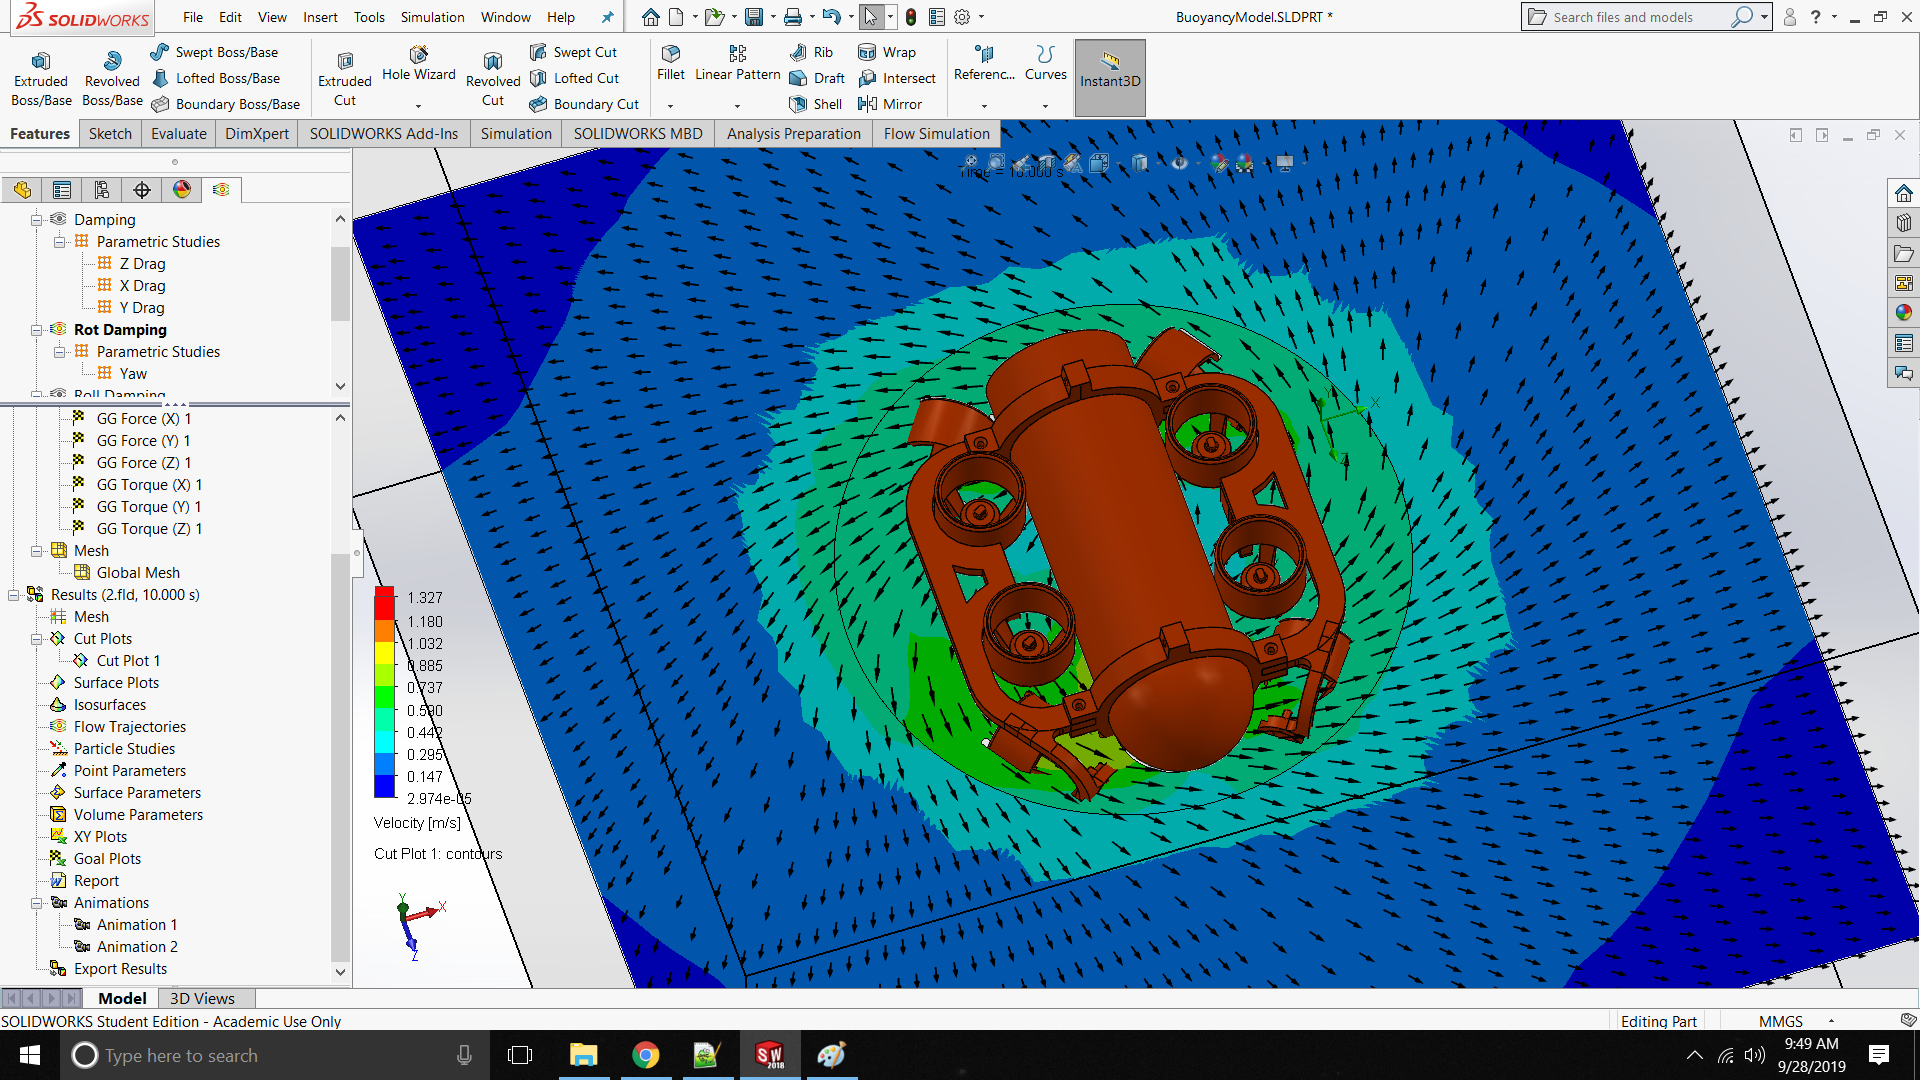 SOLIDWORKS
File Edit View Insert Tools Simulation Window Help
BuoyancyModel.SLDPRT *
Search files and models
Extruded Boss/Base
Revolved Boss/Base
Swept Boss/Base
Lofted Boss/Base
Boundary Boss/Base
Extruded Cut
Hole Wizard
Revolved Cut
Swept Cut
Lofted Cut
Boundary Cut
Fillet
Linear Pattern
Rib
Draft
Shell
Wrap
Intersect
Mirror
Referenc...
Curves
Instant3D
Features Sketch Evaluate DimXpert SOLIDWORKS Add-Ins Simulation SOLIDWORKS MBD Analysis Preparation Flow Simulation
Time = 10.000 s
Damping
Parametric Studies
Z Drag
X Drag
Y Drag
Rot Damping
Parametric Studies
Yaw
Roll Damping
GG Force (X) 1
GG Force (Y) 1
GG Force (Z) 1
GG Torque (X) 1
GG Torque (Y) 1
GG Torque (Z) 1
Mesh
Global Mesh
Results (2.fld, 10.000 s)
Mesh
Cut Plots
Cut Plot 1
Surface Plots
Isosurfaces
Flow Trajectories
Particle Studies
Point Parameters
Surface Parameters
Volume Parameters
XY Plots
Goal Plots
Report
Animations
Animation 1
Animation 2
Export Results
1.327
1.180
1.032
0.885
0.737
0.590
0.442
0.295
0.147
2.974e-05
Velocity [m/s]
Cut Plot 1: contours
Y
X
Z
X
Model 3D Views
SOLIDWORKS Student Edition - Academic Use Only
Editing Part
MMGS
Type here to search
SW
2018
9:49 AM
9/28/2019